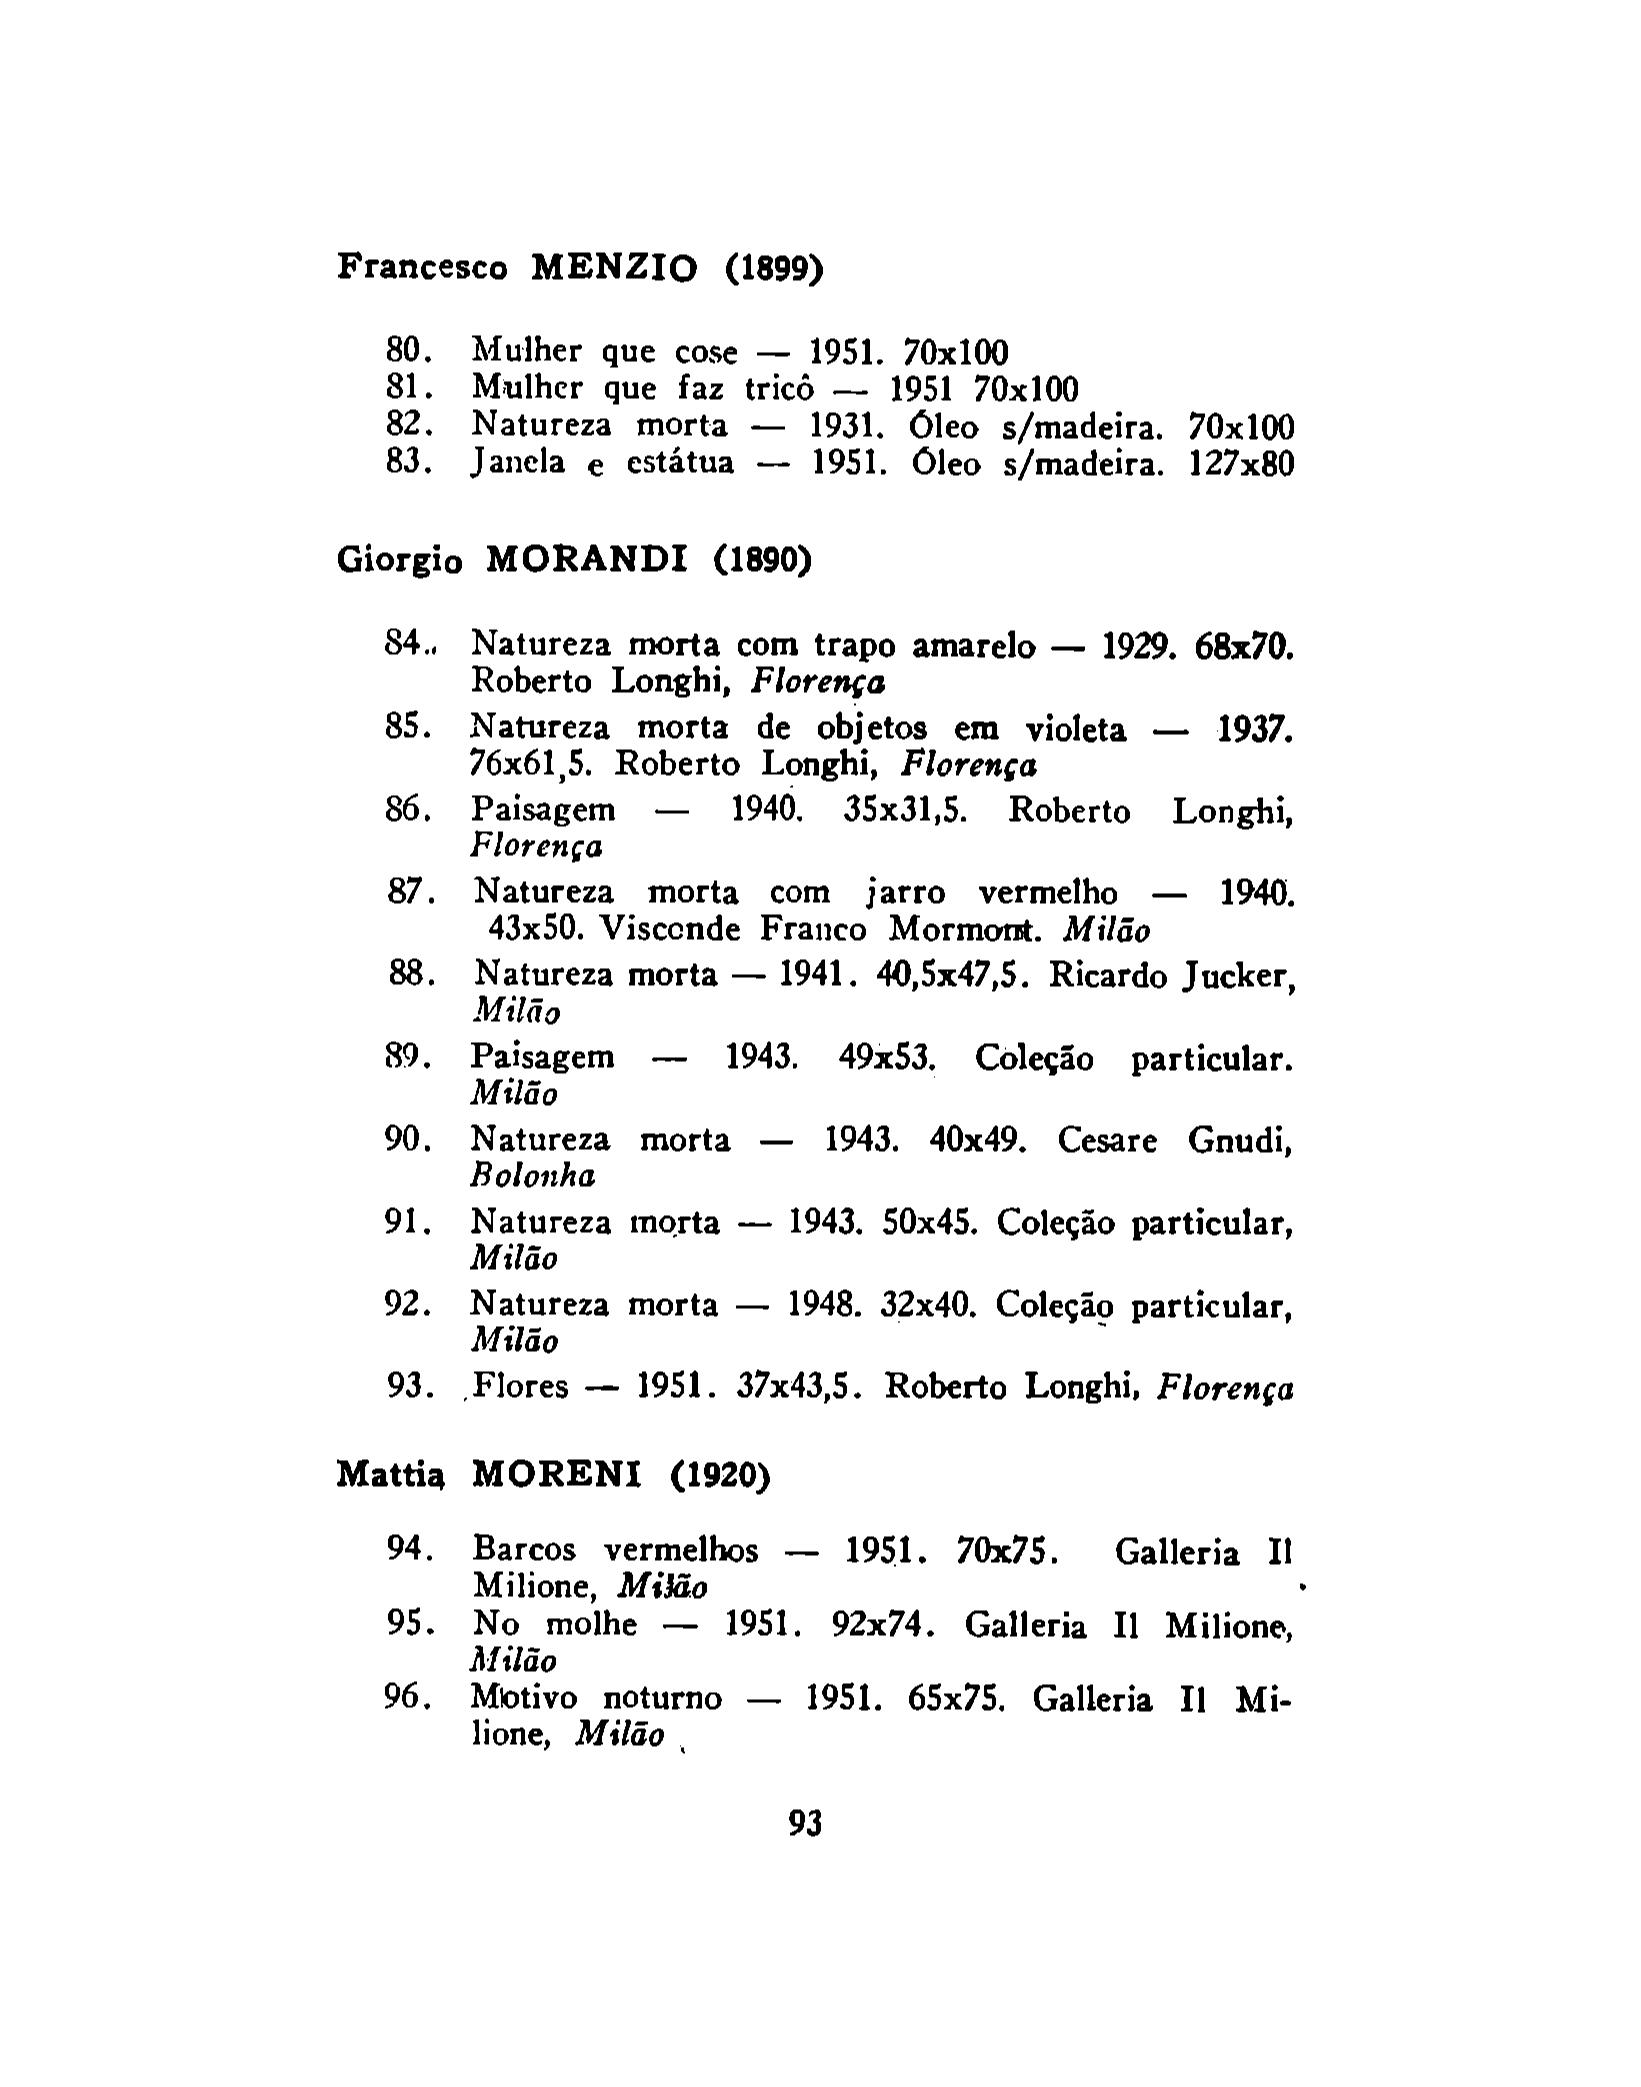 Francesco MENZIO (1899)
80. Mulher que cose — 1951. 70x100
81. Mulher que faz tricô — 1951 70x100
82. Natureza morta — 1931. Óleo s/madeira. 70x100
83. Janela e estátua — 1951. Óleo s/madeira. 127x80
Giorgio MORANDI (1890)
84. Natureza morta com trapo amarelo — 1929. 68x70.
Roberto Longhi, Florença
85. Natureza morta de objetos em violeta — 1937.
76x61,5. Roberto Longhi, Florença
86. Paisagem — 1940. 35x31,5. Roberto Longhi,
Florença
87. Natureza morta com jarro vermelho — 1940.
43x50. Visconde Franco Mormont. Milão
88. Natureza morta — 1941. 40,5x47,5. Ricardo Jucker,
Milão
89. Paisagem — 1943. 49x53. Coleção particular.
Milão
90. Natureza morta — 1943. 40x49. Cesare Gnudi,
Bolonha
91. Natureza morta — 1943. 50x45. Coleção particular,
Milão
92. Natureza morta — 1948. 32x40. Coleção particular,
Milão
93. Flores — 1951. 37x43,5. Roberto Longhi, Florença
Mattia MORENI (1920)
94. Barcos vermelhos — 1951. 70x75. Galleria Il
Milione, Milão
95. No molhe — 1951. 92x74. Galleria Il Milione,
Milão
96. Motivo noturno — 1951. 65x75. Galleria Il Mi-
lione, Milão
93